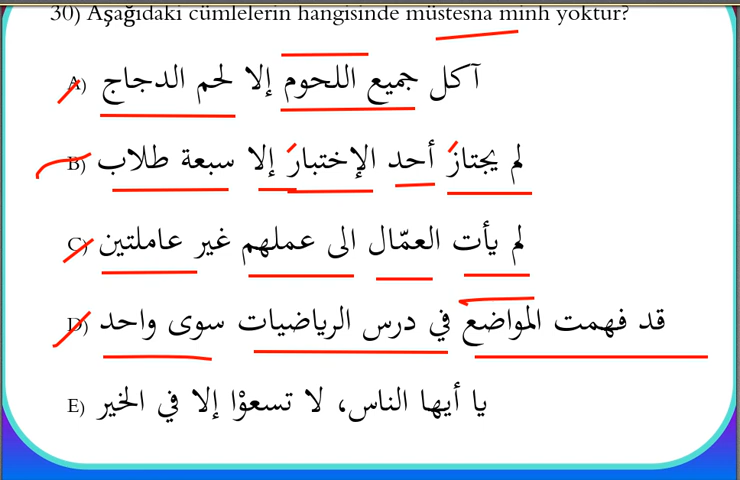 30) Aşağıdaki cümlelerin hangisinde müstesna minh yoktur?
A) آكل جميع اللحوم إلا لحم الدجاج
B) لم يجتازَ أحد الإختبارَ إلا سبعة طلاب
C) لم يأت العمّال الى عملهم غير عاملتين
D) قد فهمت المواضع في درس الرياضيات سوى واحد
E) يا أيها الناس، لا تسعوْا إلا في الخير